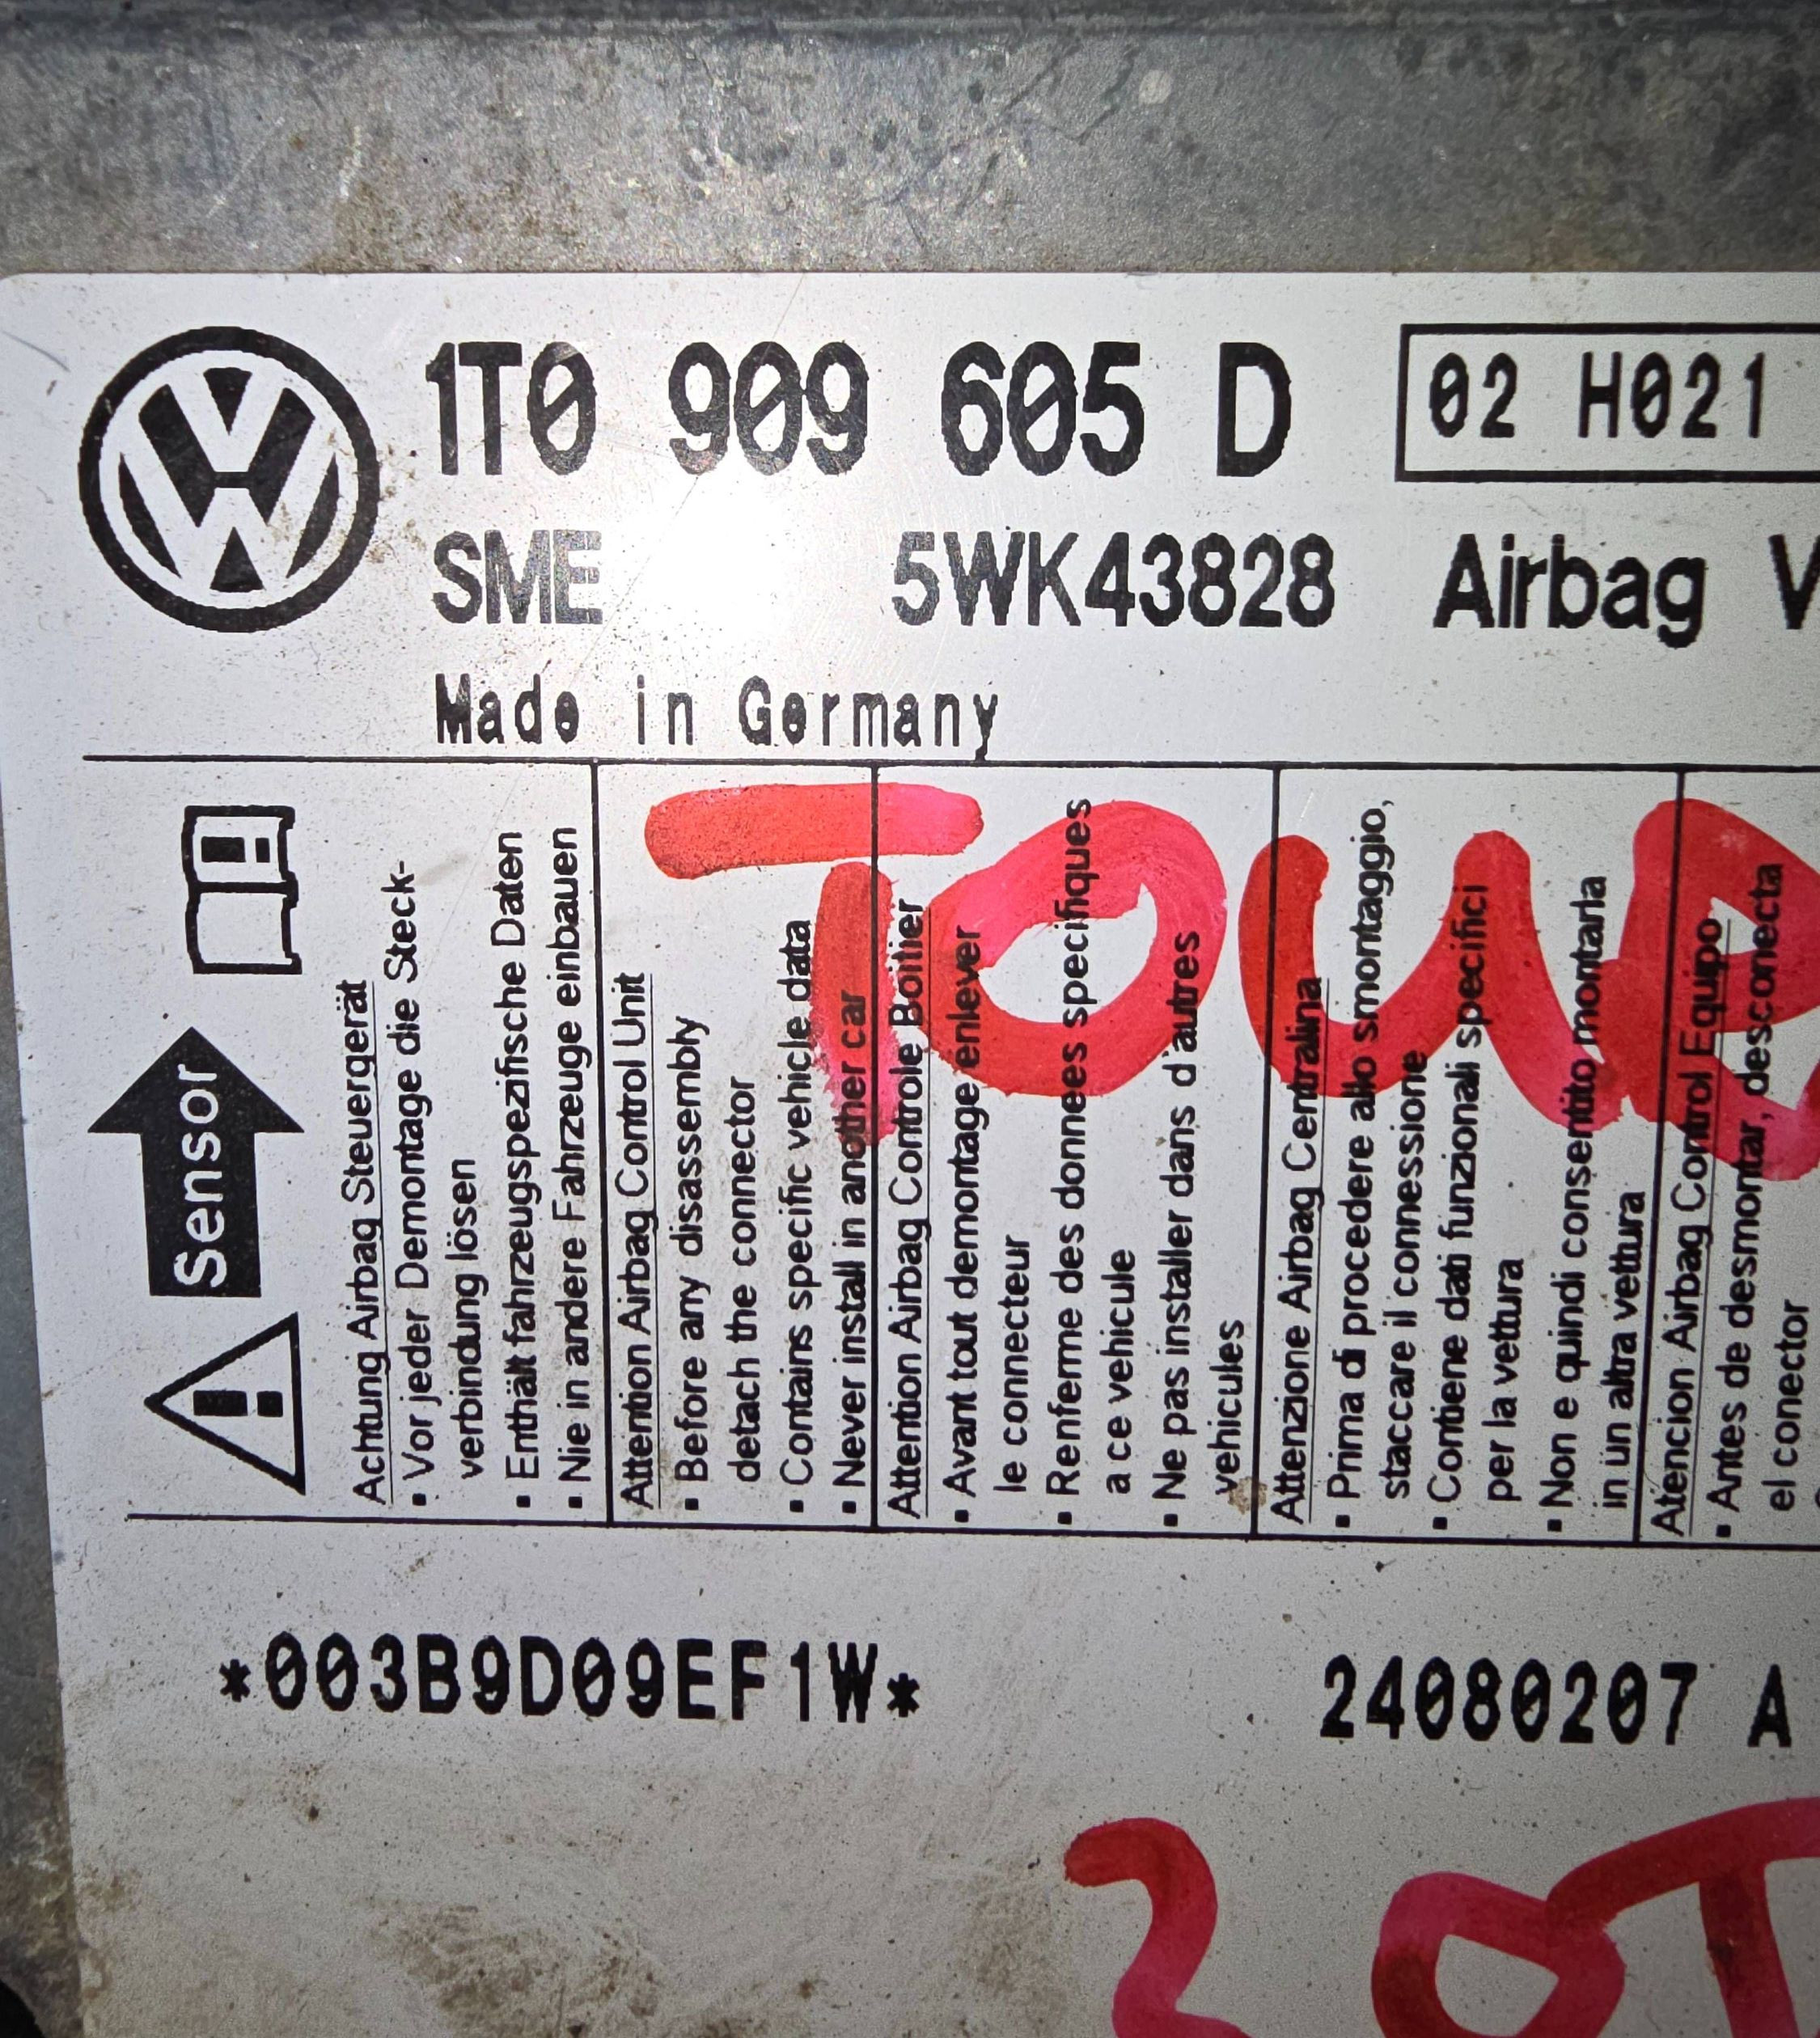 1T0 909 605 D
02 H021
SME 5WK43828 Airbag
Made in Germany
Sensor
Achtung Airbag Steuergerät
▪ Vor jeder Demontage die Steck-
verbindung lösen
▪ Enthält fahrzeugspezifische Daten
▪ Nie in andere Fahrzeuge einbauen
Attention Airbag Control Unit
▪ Before any disassembly
detach the connector
▪ Contains specific vehicle data
▪ Never install in another car
Attention Airbag Controle Boitier
▪ Avant tout demontage enlever
le connecteur
▪ Renferme des donnees specifiques
a ce vehicule
▪ Ne pas installer dans d'autres
vehicules
Attenzione Airbag Centralina
▪ Prima di procedere allo smontaggio,
staccare il connessione
▪ Contiene dati funzionali specifici
per la vettura
▪ Non e quindi consentito montarla
in un altra vettura
Atencion Airbag Control Equipo
▪ Antes de desmontar, desconecta
el conector
*003B9D09EF1W*
24080207 A